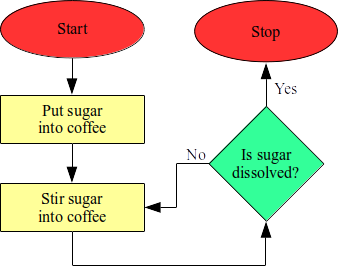 Start
Put sugar
into coffee
Stir sugar
into coffee
Is sugar
dissolved?
No
Yes
Stop